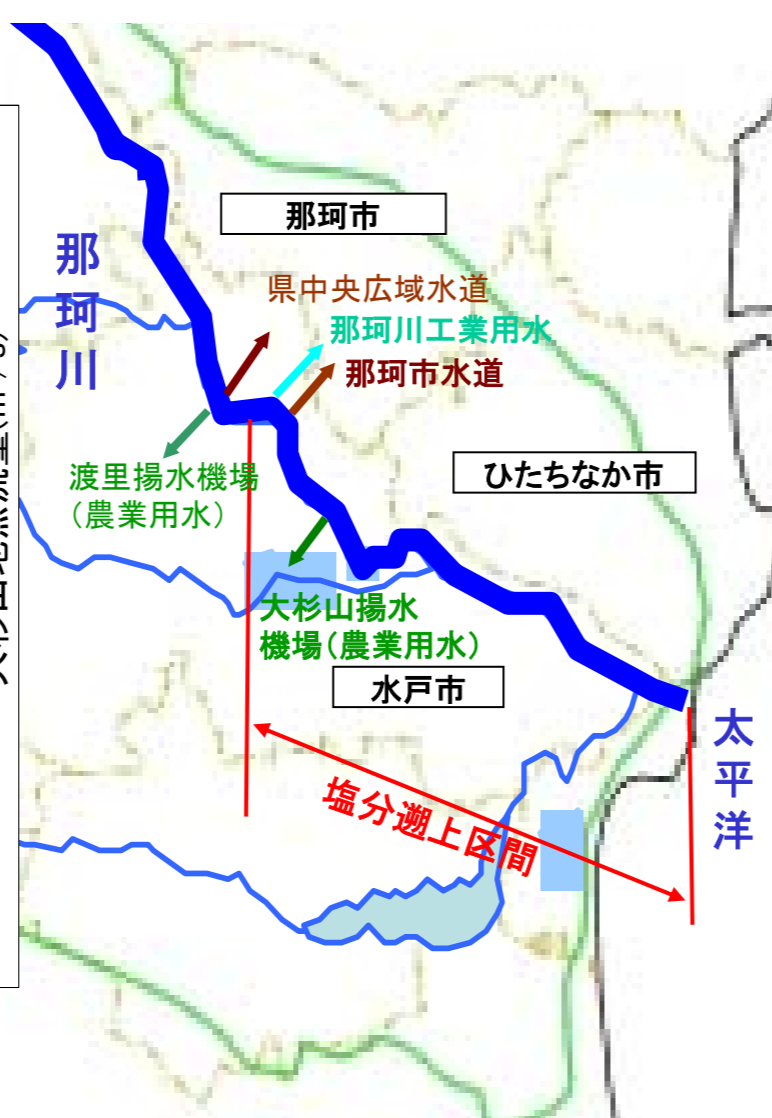 那珂市
那珂川
県中央広域水道
那珂川工業用水
那珂市水道
渡里揚水機場
（農業用水）
ひたちなか市
大杉山揚水
機場（農業用水）
水戸市
太平洋
塩分遡上区間